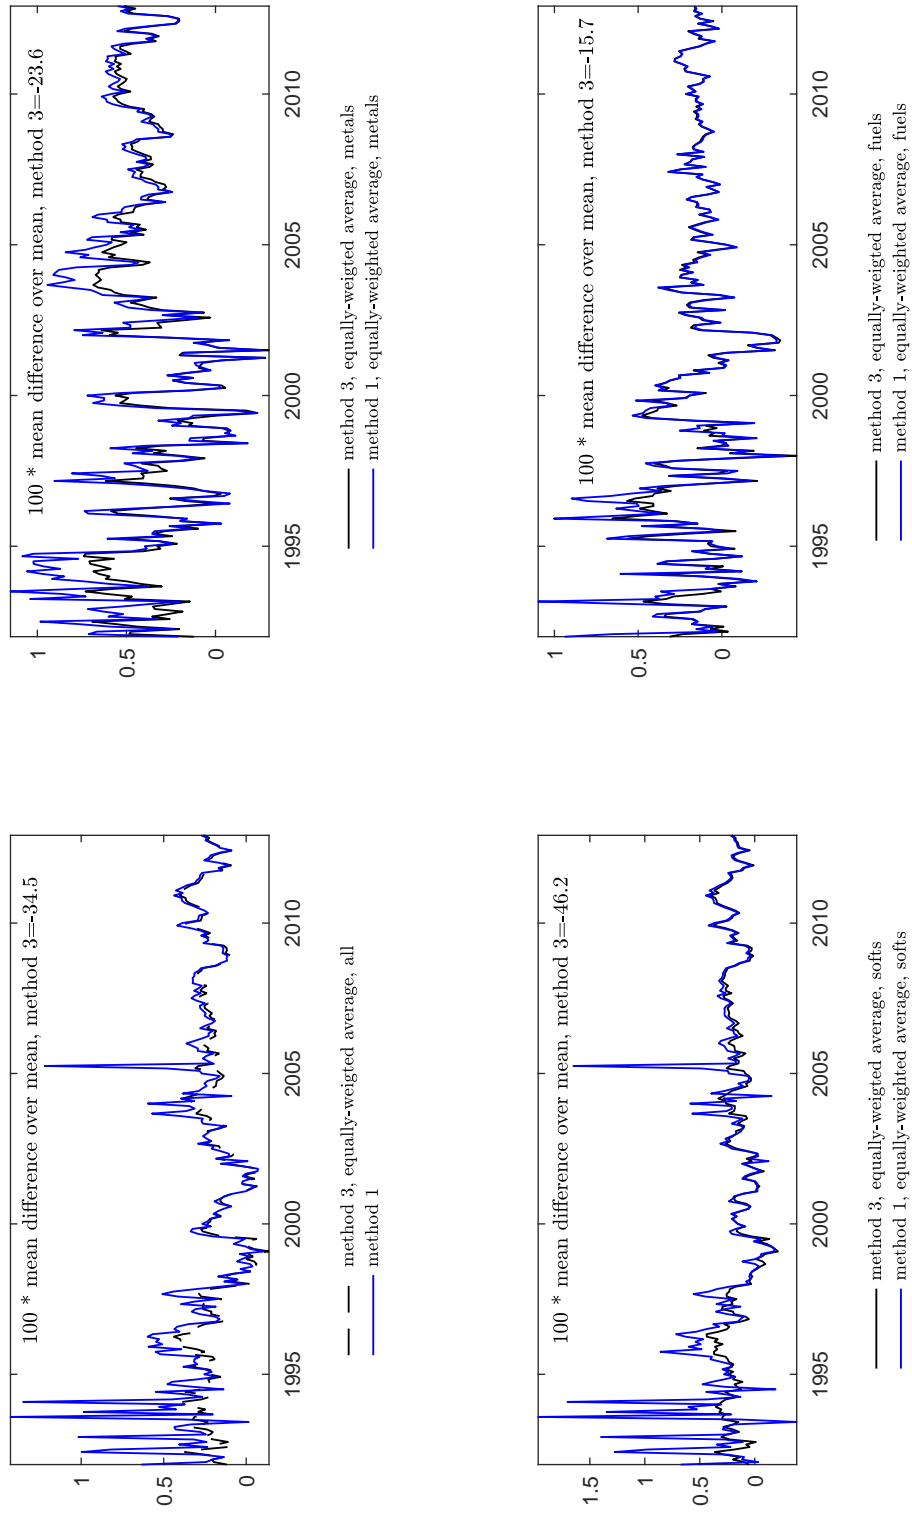 100 * mean difference over mean, method 3=-34.5
1
0.5
0
1995 2000 2005 2010
method 3, equally-weigted average, all
method 1
100 * mean difference over mean, method 3=-23.6
1
0.5
0
1995 2000 2005 2010
method 3, equally-weigted average, metals
method 1, equally-weighted average, metals
100 * mean difference over mean, method 3=-46.2
1.5
1
0.5
0
1995 2000 2005 2010
method 3, equally-weigted average, softs
method 1, equally-weighted average, softs
100 * mean difference over mean, method 3=-15.7
1
0.5
0
1995 2000 2005 2010
method 3, equally-weigted average, fuels
method 1, equally-weighted average, fuels